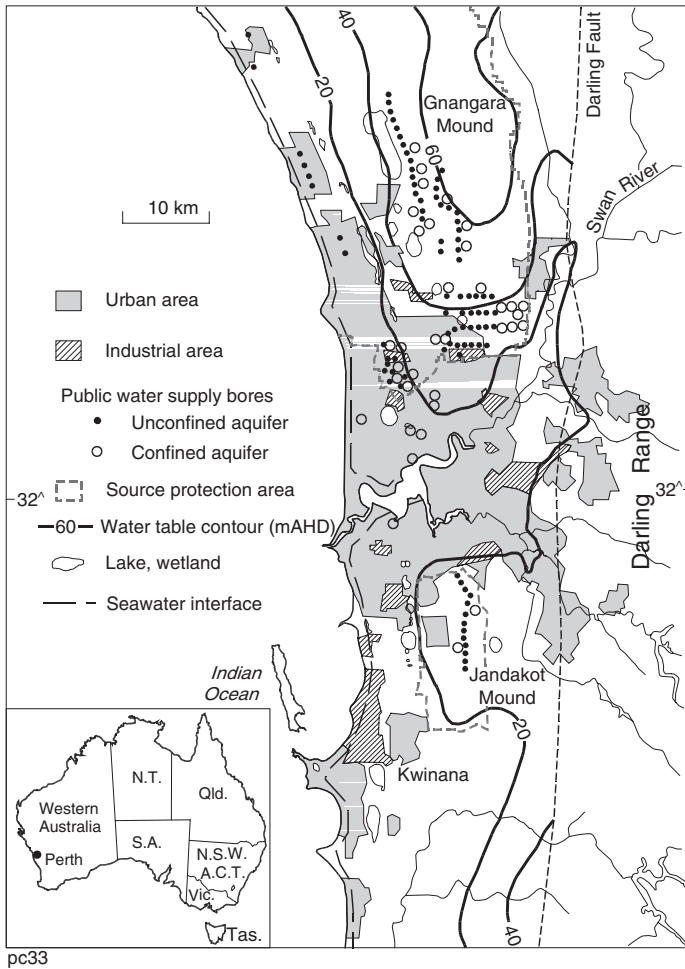 40
20
Gnangara
Mound
60
Darling Fault
Swan River
10 km
Urban area
Industrial area
Public water supply bores
Unconfined aquifer
Confined aquifer
Source protection area
32^
32^
60 Water table contour (mAHD)
Lake, wetland
Seawater interface
Darling Range
Indian
Ocean
Jandakot
Mound
20
Kwinana
40
N.T.
Qld.
Western
Australia
S.A.
Perth
N.S.W.
A.C.T.
Vic.
Tas.
pc33